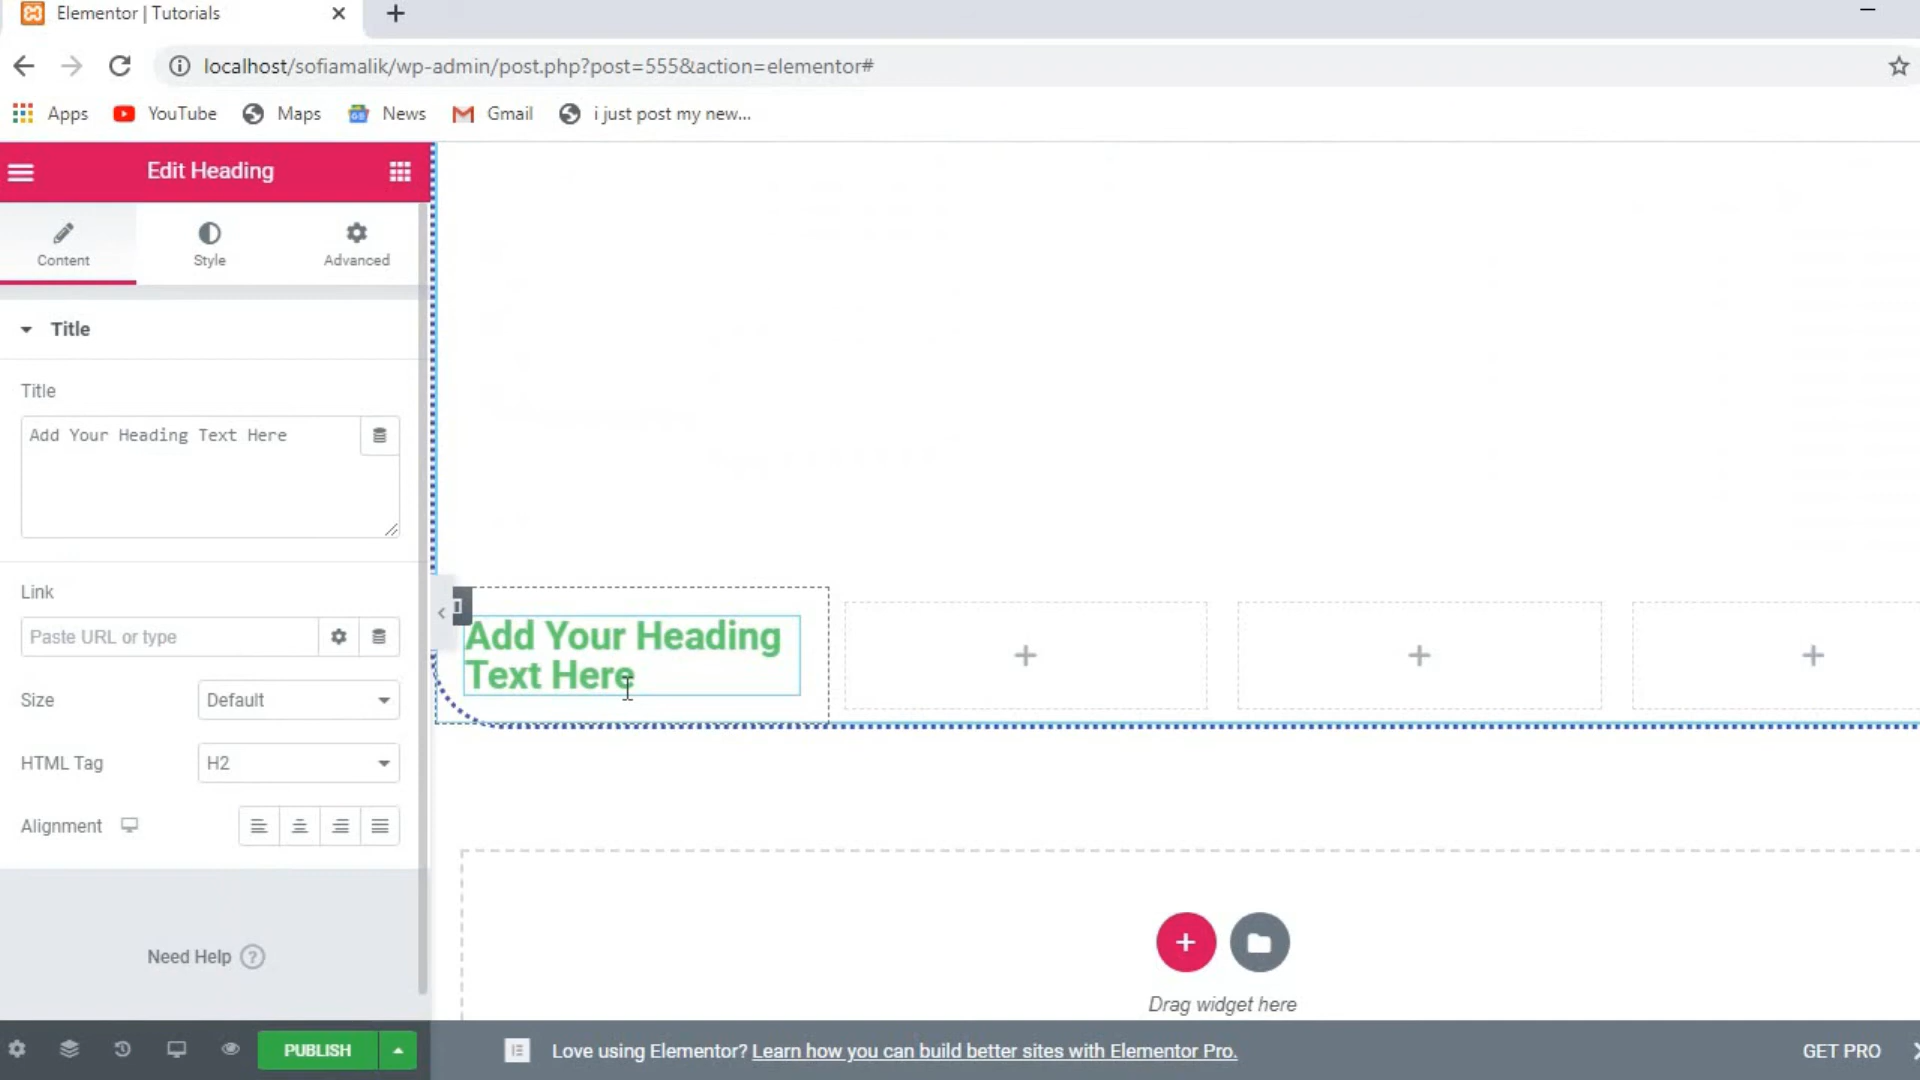 Elementor | Tutorials
localhost/sofiamalik/wp-admin/post.php?post=555&action=elementor#
Apps YouTube Maps News Gmail i just post my new...
Edit Heading
Content Style Advanced
Title
Title
Add Your Heading Text Here
Link
Paste URL or type
Size Default
HTML Tag H2
Alignment
Need Help ?
PUBLISH
Add Your Heading
Text Here
Drag widget here
Love using Elementor? Learn how you can build better sites with Elementor Pro.
GET PRO